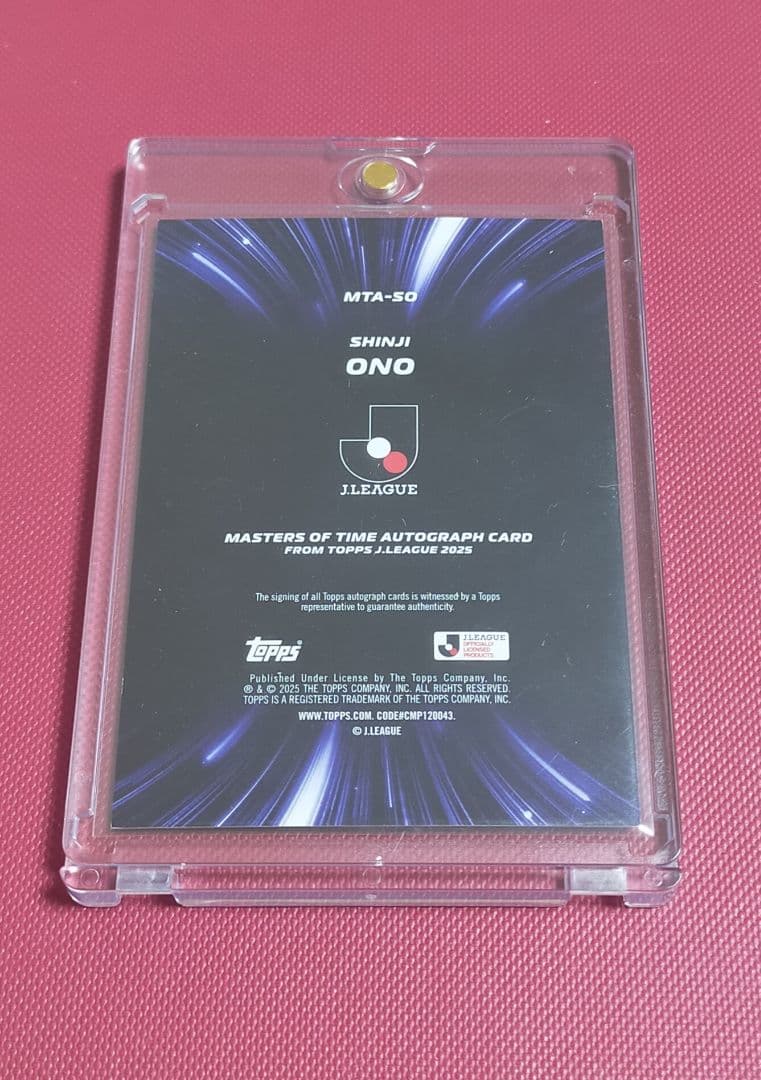 MTA-SO
SHINJI
ONO
J.LEAGUE
MASTERS OF TIME AUTOGRAPH CARD
FROM TOPPS J.LEAGUE 2025
The signing of all Topps autograph cards is witnessed by a Topps
representative to guarantee authenticity.
Topps®
J.LEAGUE
OFFICIALLY
LICENSED
PRODUCTS
Published Under License by The Topps Company, Inc.
® & © 2025 THE TOPPS COMPANY, INC. ALL RIGHTS RESERVED.
TOPPS IS A REGISTERED TRADEMARK OF THE TOPPS COMPANY, INC.
WWW.TOPPS.COM. CODE#CMP120043.
© J.LEAGUE